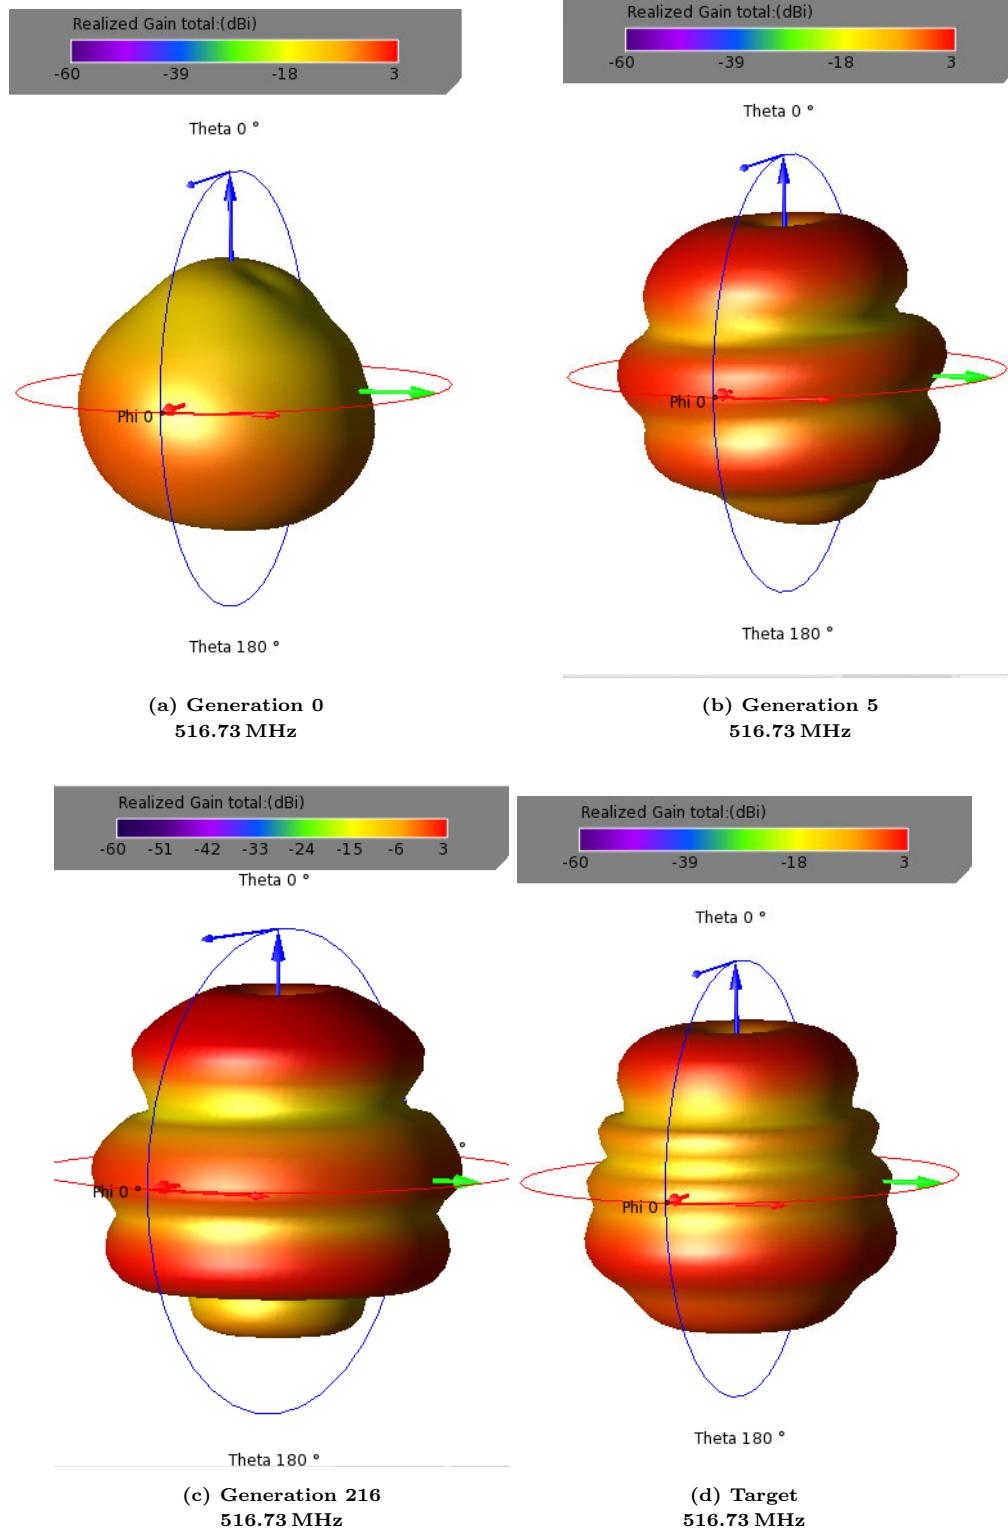 Realized Gain total:(dBi)
-60 -39 -18 3
Theta 0 °
Phi 0
Theta 180 °
(a) Generation 0
516.73 MHz
Realized Gain total:(dBi)
-60 -39 -18 3
Theta 0 °
Phi 0
Theta 180 °
(b) Generation 5
516.73 MHz
Realized Gain total:(dBi)
-60 -51 -42 -33 -24 -15 -6 3
Theta 0 °
°
Phi 0 °
Theta 180 °
(c) Generation 216
516.73 MHz
Realized Gain total:(dBi)
-60 -39 -18 3
Theta 0 °
Phi 0
Theta 180 °
(d) Target
516.73 MHz